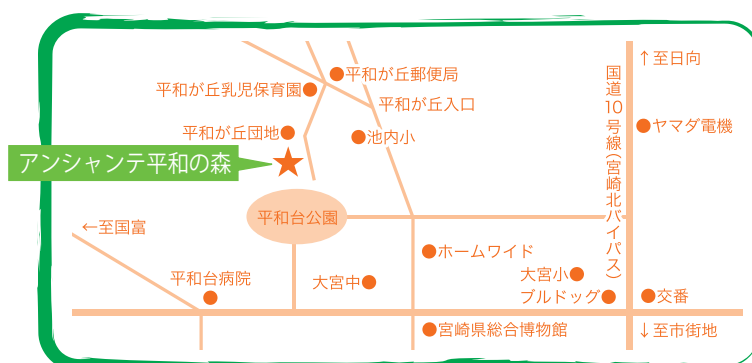 平和が丘郵便局
平和が丘乳児保育園
平和が丘入口
平和が丘団地
池内小
アンシャンテ平和の森
↑至日向
国道10号線(宮崎北バイパス)
ヤマダ電機
平和台公園
←至国富
ホームワイド
平和台病院
大宮中
大宮小
ブルドッグ
交番
宮崎県総合博物館
↓至市街地